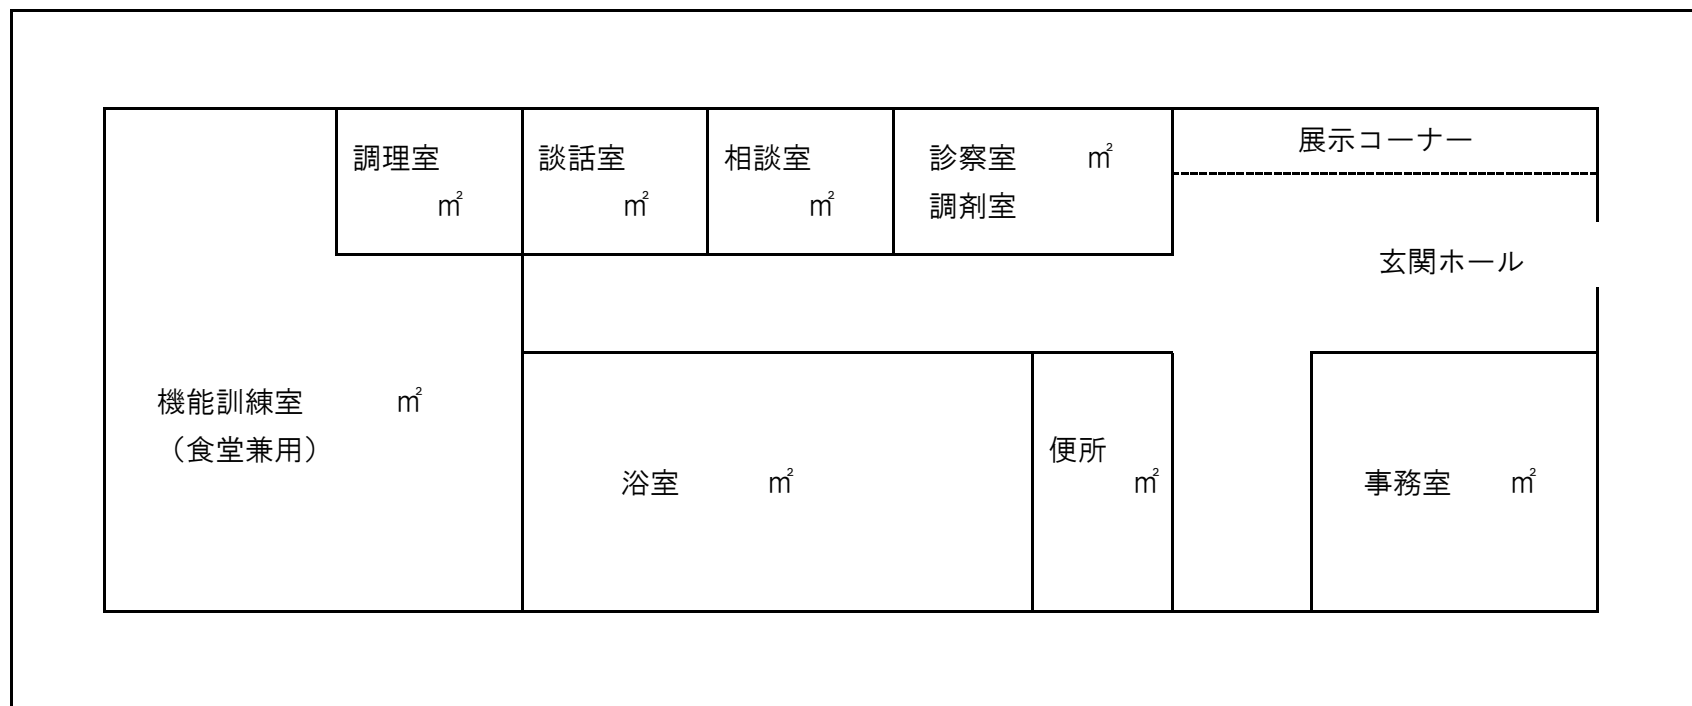 展示コーナー
調理室
㎡
談話室
㎡
相談室
㎡
診察室 ㎡
調剤室
玄関ホール
機能訓練室 ㎡
（食堂兼用）
浴室 ㎡
便所
㎡
事務室 ㎡